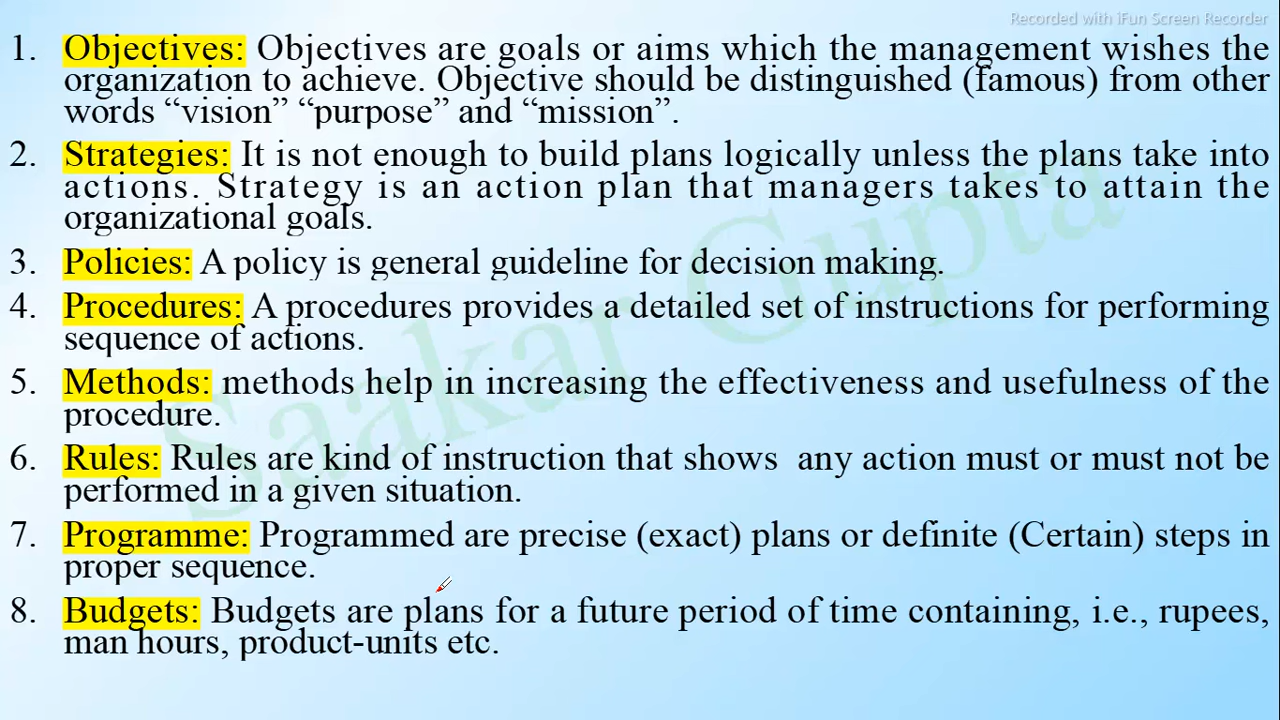 Recorded with iFun Screen Recorder
1. Objectives: Objectives are goals or aims which the management wishes the
organization to achieve. Objective should be distinguished (famous) from other
words “vision” “purpose” and “mission”.
2. Strategies: It is not enough to build plans logically unless the plans take into
actions. Strategy is an action plan that managers takes to attain the
organizational goals.
3. Policies: A policy is general guideline for decision making.
4. Procedures: A procedures provides a detailed set of instructions for performing
sequence of actions.
5. Methods: methods help in increasing the effectiveness and usefulness of the
procedure.
6. Rules: Rules are kind of instruction that shows  any action must or must not be
performed in a given situation.
7. Programme: Programmed are precise (exact) plans or definite (Certain) steps in
proper sequence.
8. Budgets: Budgets are plans for a future period of time containing, i.e., rupees,
man hours, product-units etc.
Saakar Gupta